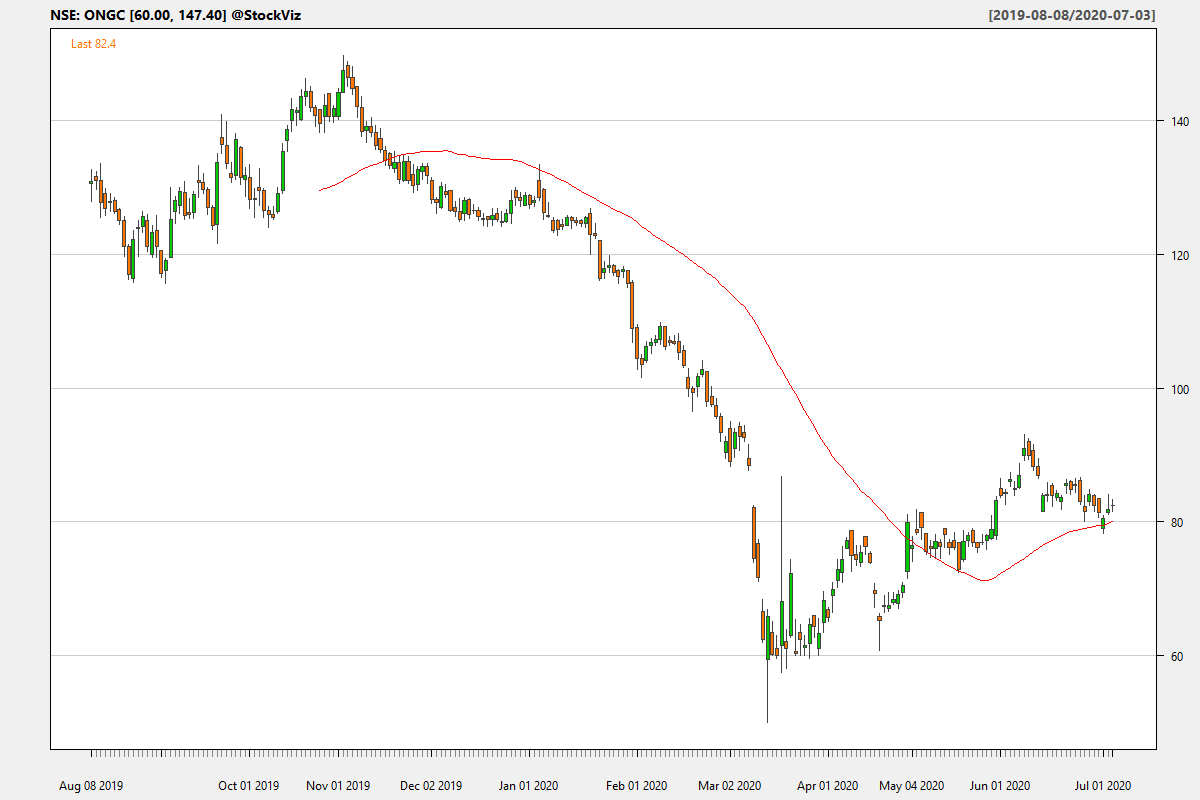 NSE: ONGC [60.00, 147.40] @StockViz
[2019-08-08/2020-07-03]
Last 82.4
140
120
100
80
60
Aug 08 2019
Oct 01 2019
Nov 01 2019
Dec 02 2019
Jan 01 2020
Feb 01 2020
Mar 02 2020
Apr 01 2020
May 04 2020
Jun 01 2020
Jul 01 2020